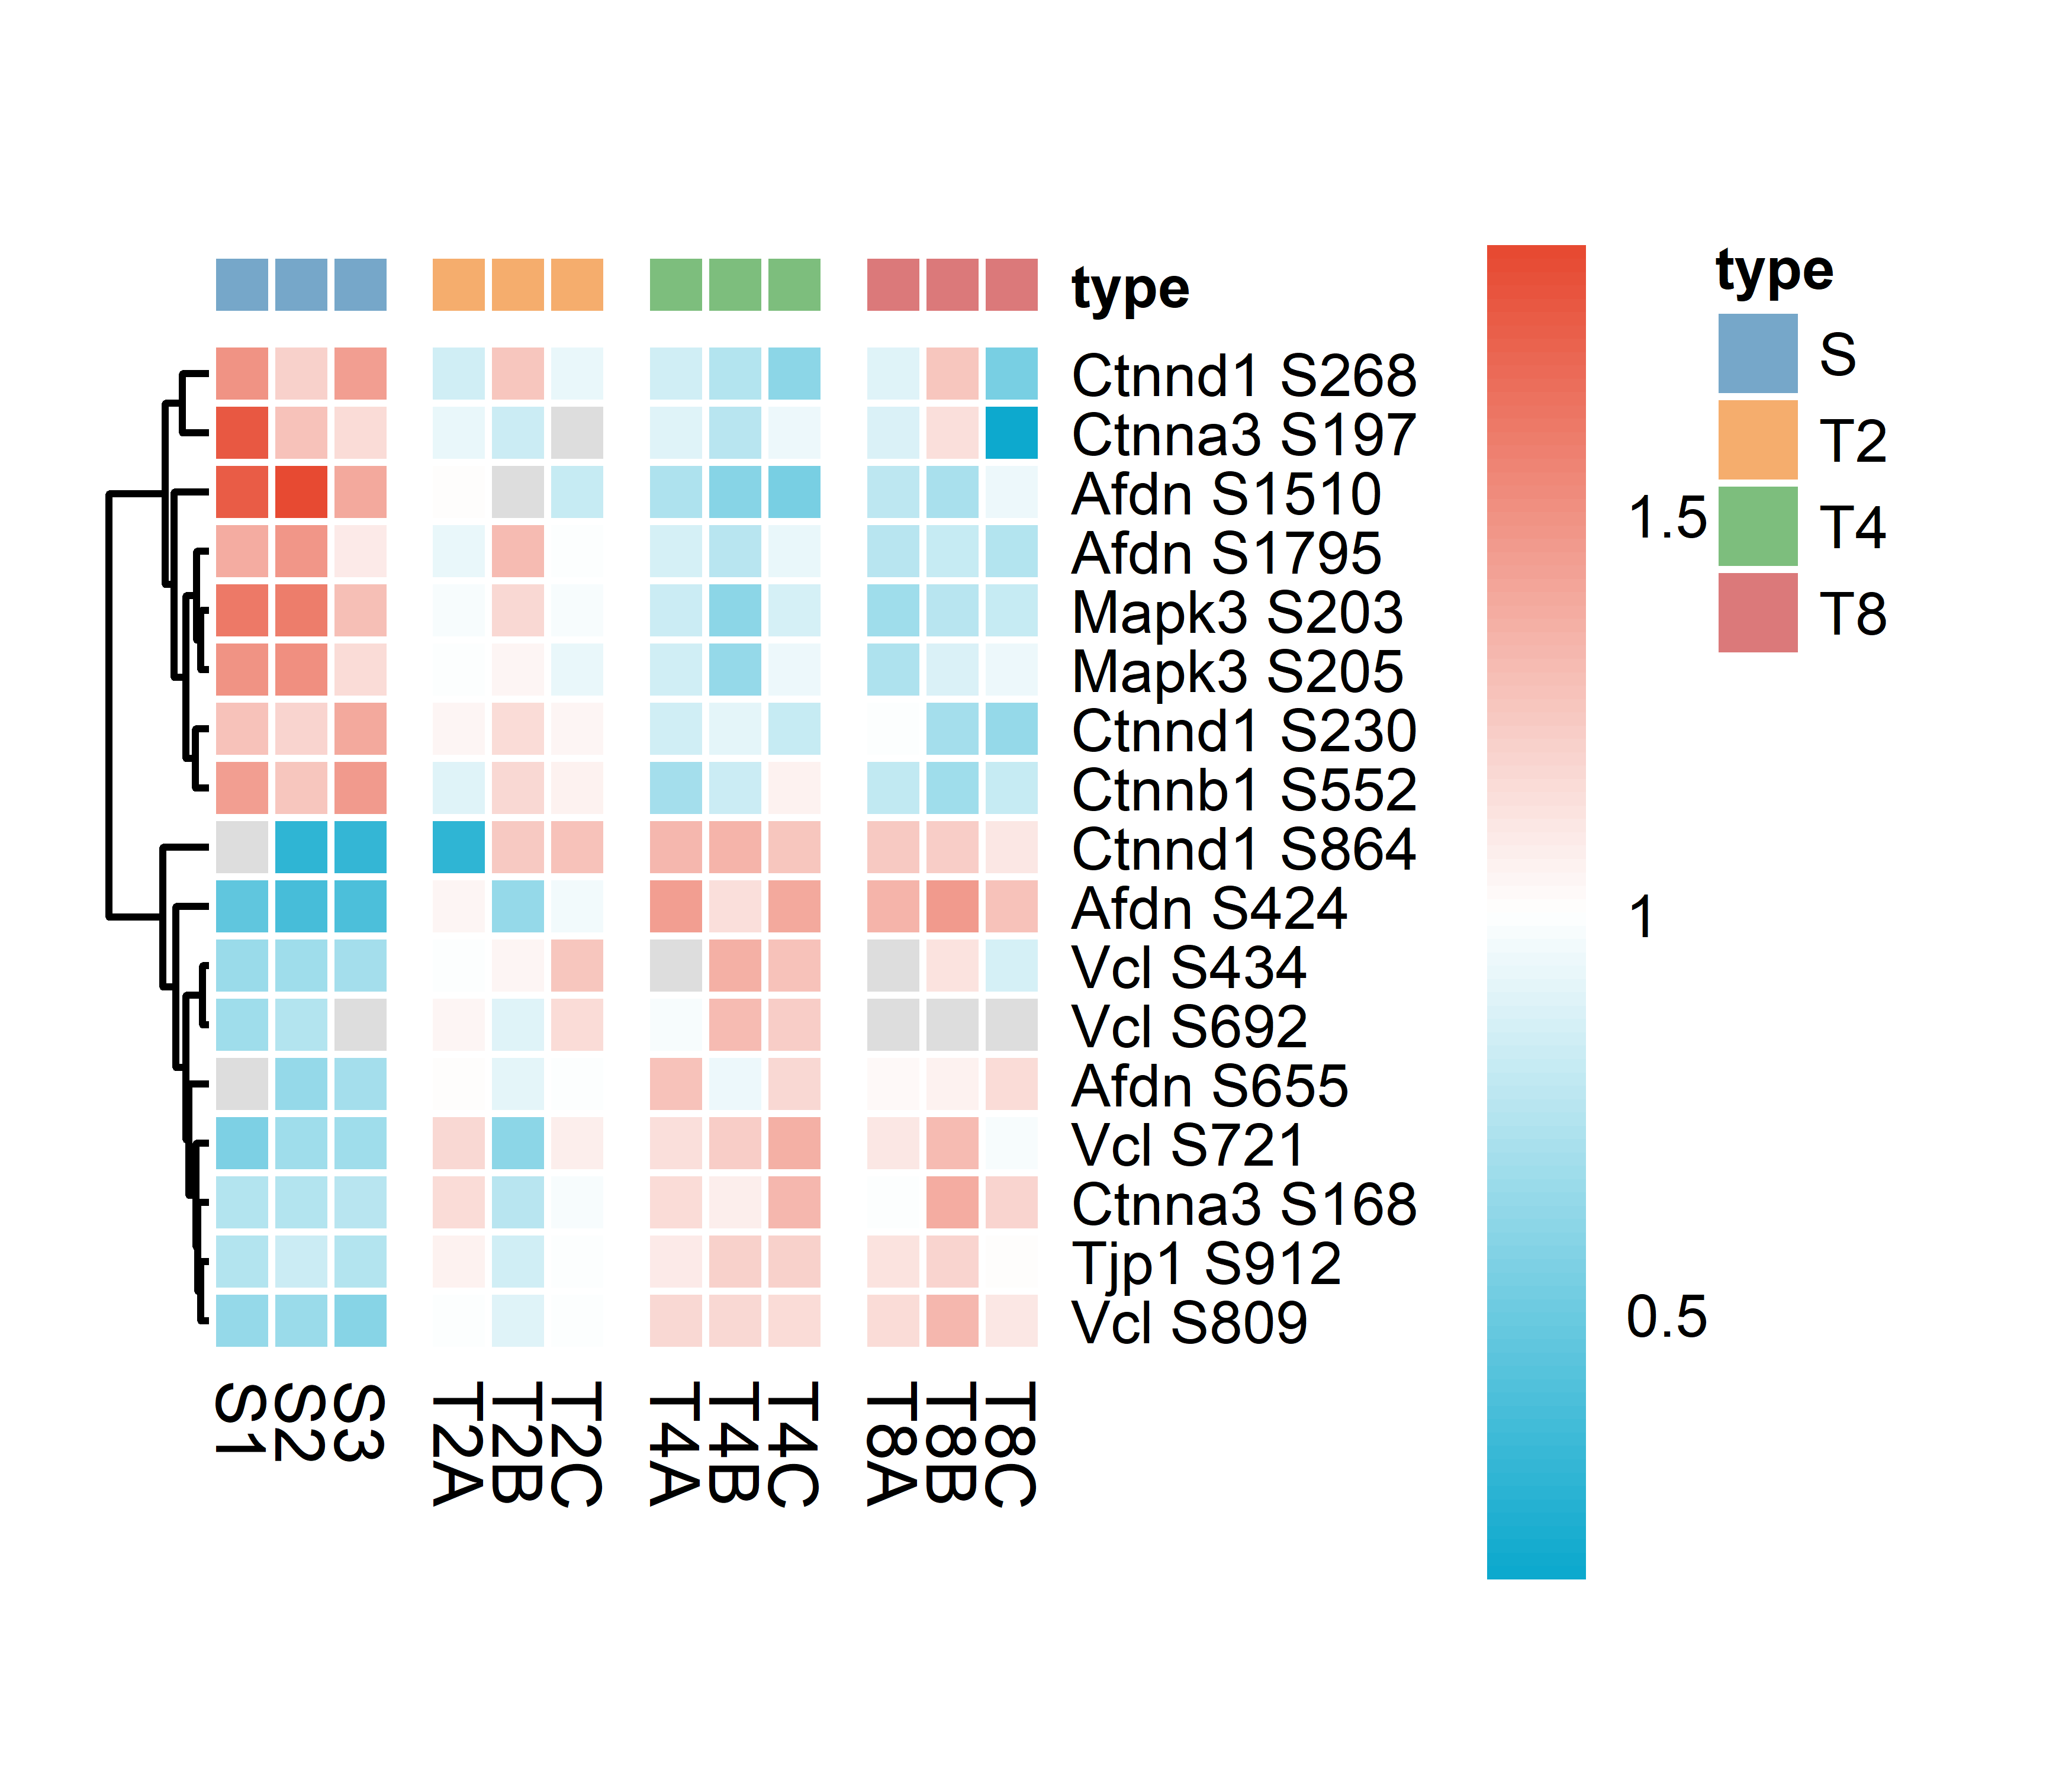 type
Ctnnd1 S268
Ctnna3 S197
Afdn S1510
Afdn S1795
Mapk3 S203
Mapk3 S205
Ctnnd1 S230
Ctnnb1 S552
Ctnnd1 S864
Afdn S424
Vcl S434
Vcl S692
Afdn S655
Vcl S721
Ctnna3 S168
Tjp1 S912
Vcl S809
S1
S2
S3
T2A
T2B
T2C
T4A
T4B
T4C
T8A
T8B
T8C
1.5
1
0.5
type
S
T2
T4
T8